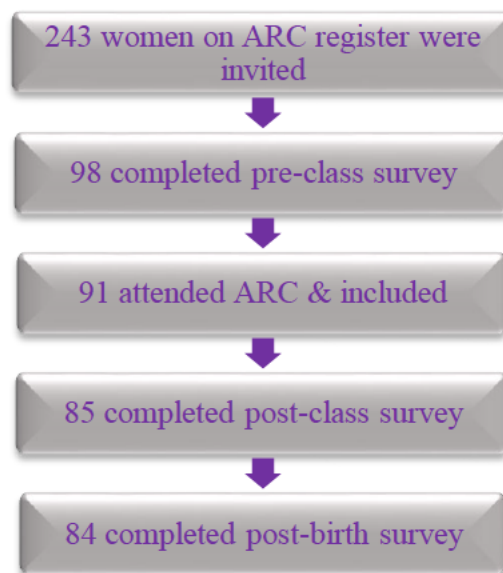 243 women on ARC register were
invited
98 completed pre-class survey
91 attended ARC & included
85 completed post-class survey
84 completed post-birth survey